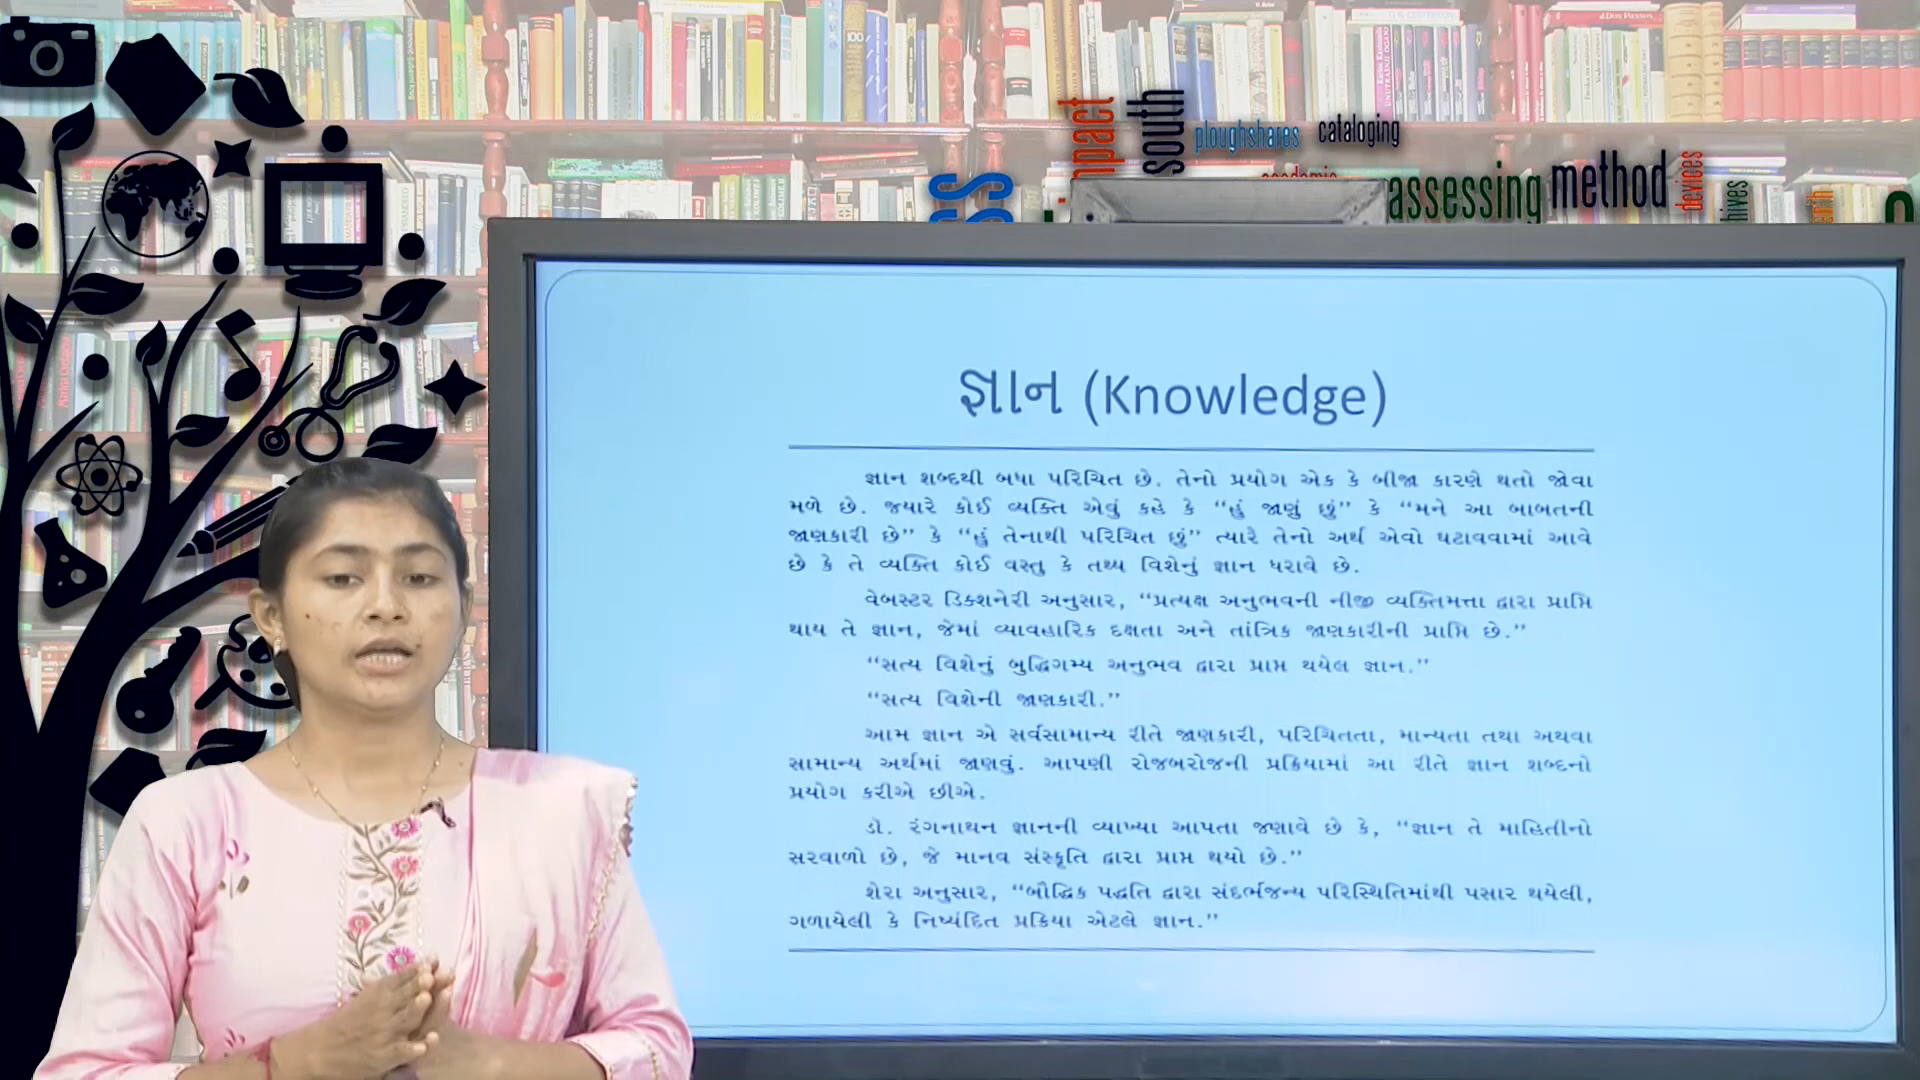 impact
south
ploughshares
cataloging
academic
assessing
method
devices
જ્ઞાન (Knowledge)
જ્ઞાન શબ્દથી બધા પરિચિત છે. તેનો પ્રયોગ એક કે બીજા કારણે થતો જોવા
મળે છે. જયારે કોઈ વ્યક્તિ એવું કહે કે “હું જાણું છું” કે “મને આ બાબતની
જાણકારી છે” કે “હું તેનાથી પરિચિત છું” ત્યારે તેનો અર્થ એવો ઘટાવવામાં આવે
છે કે તે વ્યક્તિ કોઈ વસ્તુ કે તથ્ય વિશેનું જ્ઞાન ધરાવે છે.
વેબસ્ટર ડિક્શનેરી અનુસાર, “પ્રત્યક્ષ અનુભવની નીજી વ્યક્તિમત્તા દ્વારા પ્રાપ્તિ
થાય તે જ્ઞાન, જેમાં વ્યાવહારિક દક્ષતા અને તાંત્રિક જાણકારીની પ્રાપ્તિ છે.”
“સત્ય વિશેનું બુદ્ધિગમ્ય અનુભવ દ્વારા પ્રાપ્ત થયેલ જ્ઞાન.”
“સત્ય વિશેની જાણકારી.”
આમ જ્ઞાન એ સર્વસામાન્ય રીતે જાણકારી, પરિચિતતા, માન્યતા તથા અથવા
સામાન્ય અર્થમાં જાણવું. આપણી રોજબરોજની પ્રક્રિયામાં આ રીતે જ્ઞાન શબ્દનો
પ્રયોગ કરીએ છીએ.
ડૉ. રંગનાથન જ્ઞાનની વ્યાખ્યા આપતા જણાવે છે કે, “જ્ઞાન તે માહિતીનો
સરવાળો છે, જે માનવ સંસ્કૃતિ દ્વારા પ્રાપ્ત થયો છે.”
શેરા અનુસાર, “બૌદ્ધિક પદ્ધતિ દ્વારા સંદર્ભજન્ય પરિસ્થિતિમાંથી પસાર થયેલી,
ગળાયેલી કે નિષ્યંદિત પ્રક્રિયા એટલે જ્ઞાન.”